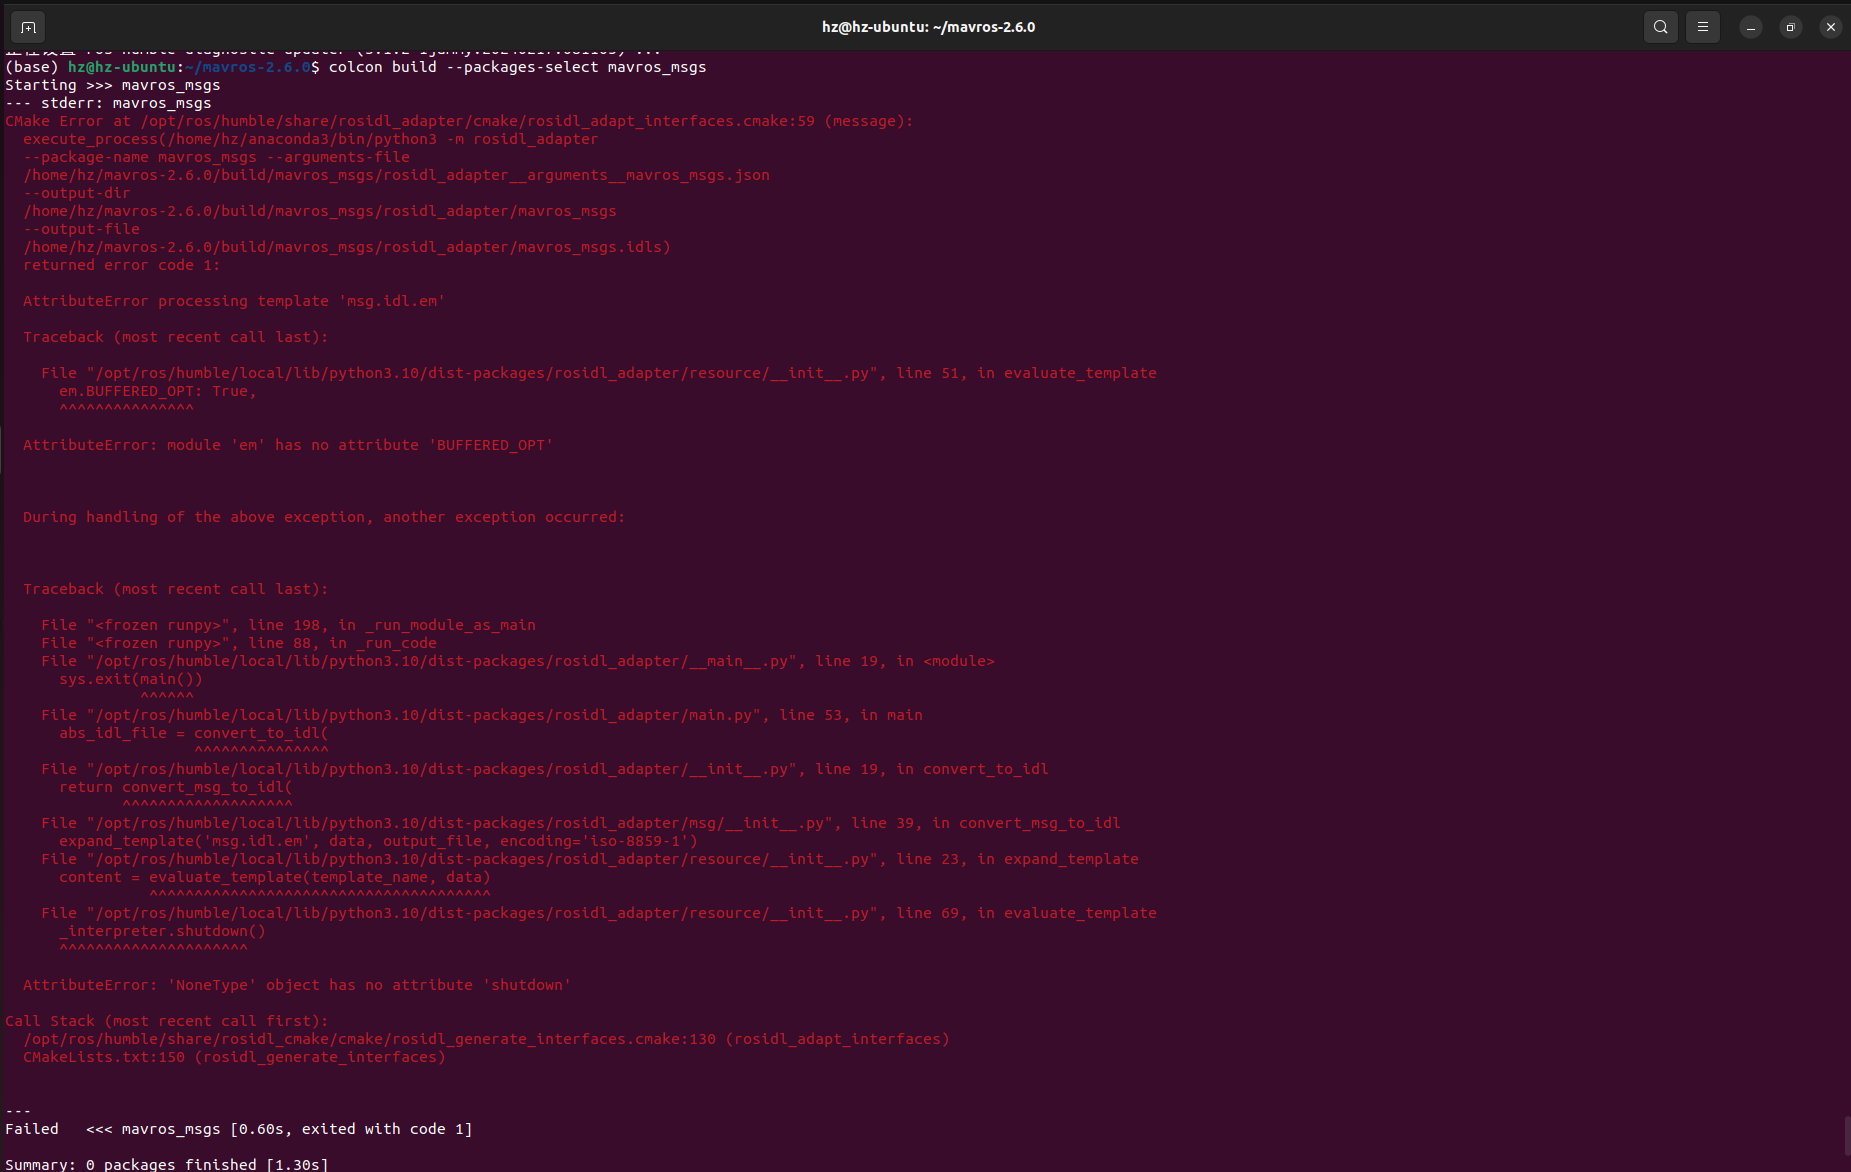 hz@hz-ubuntu: ~/mavros-2.6.0
(base) hz@hz-ubuntu:~/mavros-2.6.0$ colcon build --packages-select mavros_msgs
Starting >>> mavros_msgs
--- stderr: mavros_msgs
CMake Error at /opt/ros/humble/share/rosidl_adapter/cmake/rosidl_adapt_interfaces.cmake:59 (message):
  execute_process(/home/hz/anaconda3/bin/python3 -m rosidl_adapter
  --package-name mavros_msgs --arguments-file
  /home/hz/mavros-2.6.0/build/mavros_msgs/rosidl_adapter__arguments__mavros_msgs.json
  --output-dir
  /home/hz/mavros-2.6.0/build/mavros_msgs/rosidl_adapter/mavros_msgs
  --output-file
  /home/hz/mavros-2.6.0/build/mavros_msgs/rosidl_adapter/mavros_msgs.idls)
  returned error code 1:
  AttributeError processing template 'msg.idl.em'
  Traceback (most recent call last):
    File "/opt/ros/humble/local/lib/python3.10/dist-packages/rosidl_adapter/resource/__init__.py", line 51, in evaluate_template
      em.BUFFERED_OPT: True,
      ^^^^^^^^^^^^^^^
  AttributeError: module 'em' has no attribute 'BUFFERED_OPT'
  During handling of the above exception, another exception occurred:
  Traceback (most recent call last):
    File "<frozen runpy>", line 198, in _run_module_as_main
    File "<frozen runpy>", line 88, in _run_code
    File "/opt/ros/humble/local/lib/python3.10/dist-packages/rosidl_adapter/__main__.py", line 19, in <module>
      sys.exit(main())
               ^^^^^^
    File "/opt/ros/humble/local/lib/python3.10/dist-packages/rosidl_adapter/main.py", line 53, in main
      abs_idl_file = convert_to_idl(
                     ^^^^^^^^^^^^^^^
    File "/opt/ros/humble/local/lib/python3.10/dist-packages/rosidl_adapter/__init__.py", line 19, in convert_to_idl
      return convert_msg_to_idl(
             ^^^^^^^^^^^^^^^^^^^
    File "/opt/ros/humble/local/lib/python3.10/dist-packages/rosidl_adapter/msg/__init__.py", line 39, in convert_msg_to_idl
      expand_template('msg.idl.em', data, output_file, encoding='iso-8859-1')
    File "/opt/ros/humble/local/lib/python3.10/dist-packages/rosidl_adapter/resource/__init__.py", line 23, in expand_template
      content = evaluate_template(template_name, data)
                ^^^^^^^^^^^^^^^^^^^^^^^^^^^^^^^^^^^^^^
    File "/opt/ros/humble/local/lib/python3.10/dist-packages/rosidl_adapter/resource/__init__.py", line 69, in evaluate_template
      _interpreter.shutdown()
      ^^^^^^^^^^^^^^^^^^^^^
  AttributeError: 'NoneType' object has no attribute 'shutdown'
Call Stack (most recent call first):
  /opt/ros/humble/share/rosidl_cmake/cmake/rosidl_generate_interfaces.cmake:130 (rosidl_adapt_interfaces)
  CMakeLists.txt:150 (rosidl_generate_interfaces)
---
Failed   <<< mavros_msgs [0.60s, exited with code 1]
Summary: 0 packages finished [1.30s]